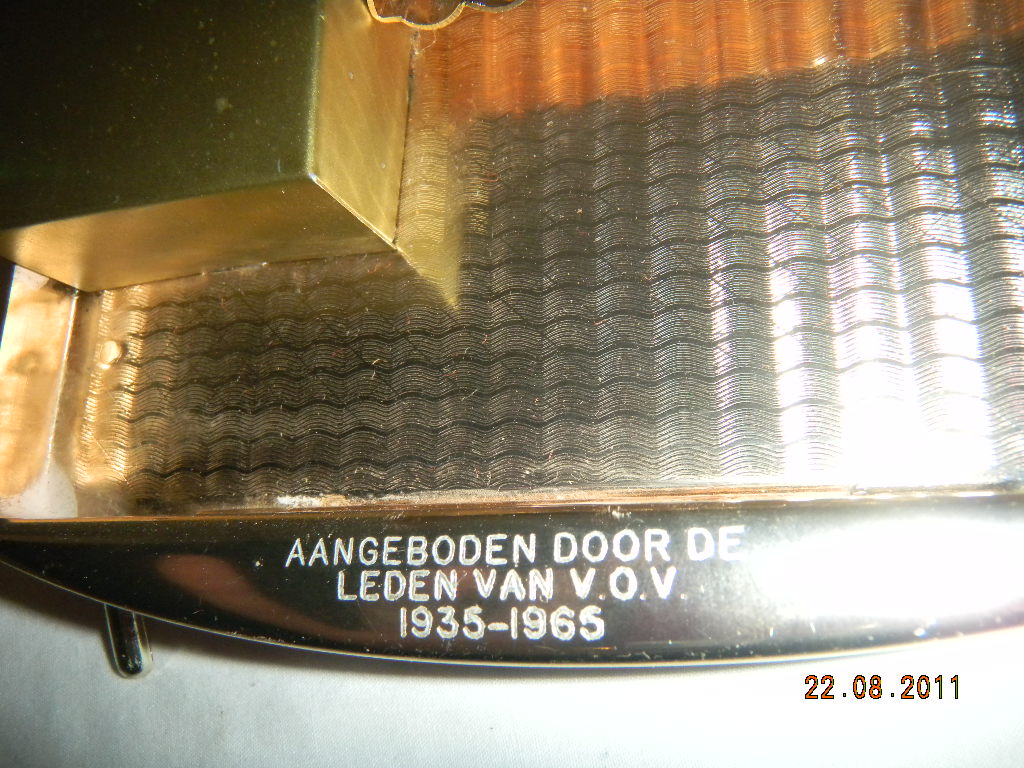 AANGEBODEN DOOR DE
LEDEN VAN V.O.V.
1935-1965
22.08.2011